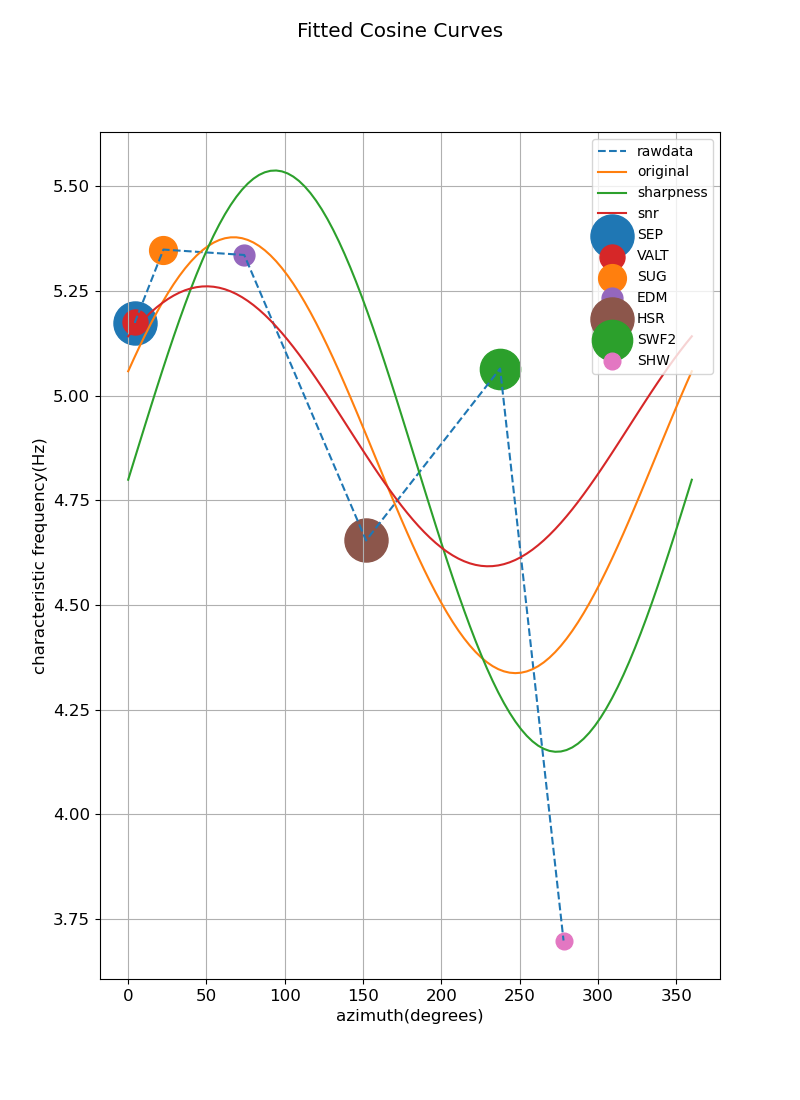 Fitted Cosine Curves
rawdata
original
sharpness
snr
SEP
VALT
SUG
EDM
HSR
SWF2
SHW
5.50
5.25
5.00
4.75
4.50
4.25
4.00
3.75
characteristic frequency(Hz)
0 50 100 150 200 250 300 350
azimuth(degrees)